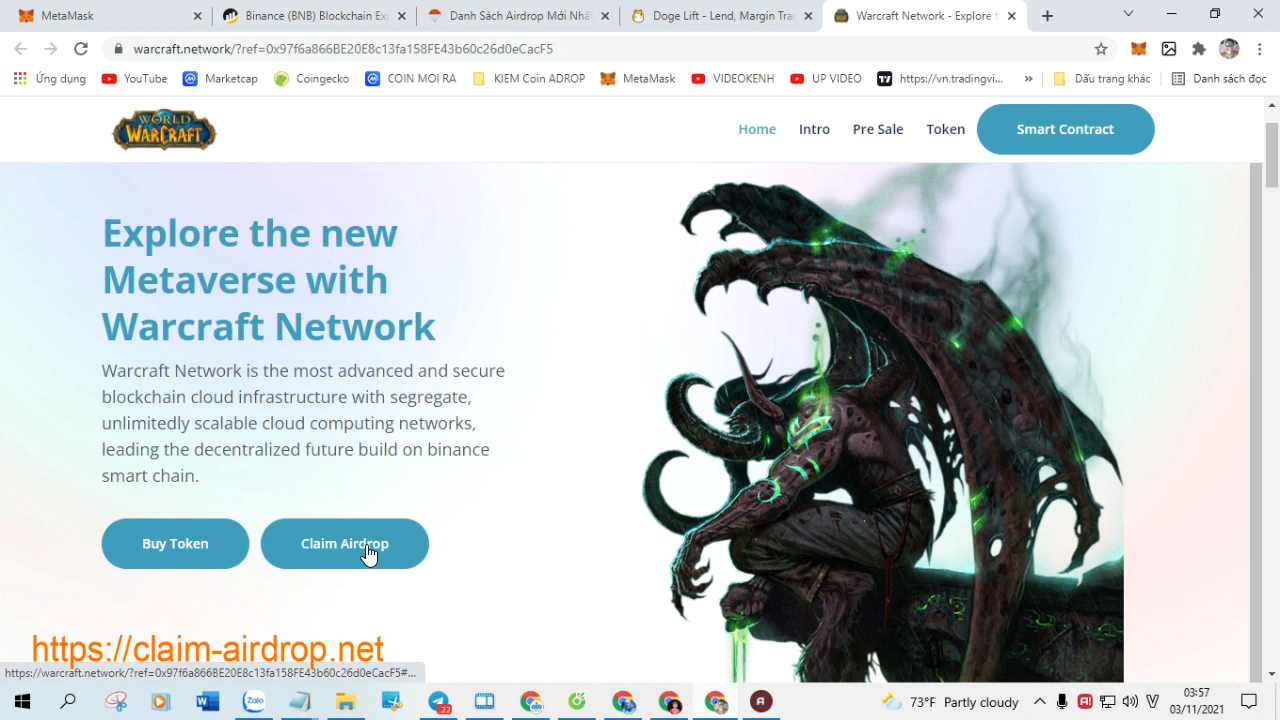 MetaMask
Binance (BNB) Blockchain Exp
Danh Sách Airdrop Mới Nhấ
Doge Lift - Lend, Margin Tra
Warcraft Network - Explore t
warcraft.network/?ref=0x97f6a866BE20E8c13fa158FE43b60c26d0eCacF5
Ứng dụng
YouTube
Marketcap
Coingecko
COIN MOI RA
KIEM Coin ADROP
MetaMask
VIDEOKENH
UP VIDEO
https://vn.tradingvi...
»
Dấu trang khác
Danh sách đọc
WORLD
WARCRAFT
Home
Intro
Pre Sale
Token
Smart Contract
Explore the new
Metaverse with
Warcraft Network
Warcraft Network is the most advanced and secure
blockchain cloud infrastructure with segregate,
unlimitedly scalable cloud computing networks,
leading the decentralized future build on binance
smart chain.
Buy Token
Claim Airdrop
https://claim-airdrop.net
https://warcraft.network/?ref=0x97f6a866BE20E8c13fa158FE43b60c26d0eCacF5#...
Zalo
22
73°F Partly cloudy
03:57
03/11/2021